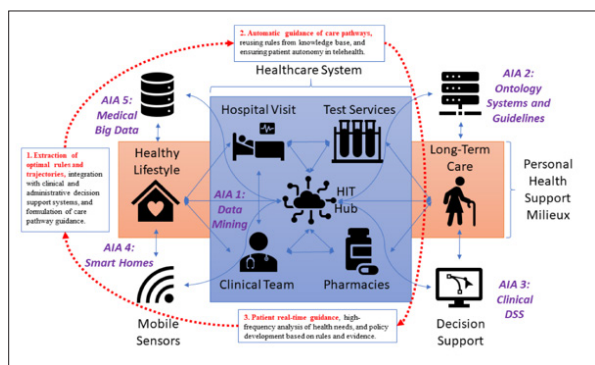 2. Automatic guidance of care pathways,
reusing rules from knowledge base, and
ensuring patient autonomy in telehealth.
Healthcare System
AIA 5:
Medical
Big Data
Hospital Visit
Test Services
AIA 2:
Ontology
Systems and
Guidelines
1. Extraction of
optimal rules and
trajectories, integration
with clinical and
administrative decision
support systems, and
formulation of care
pathway guidance.
Healthy
Lifestyle
AIA 1:
Data
Mining
HIT
Hub
Long-Term
Care
Personal
Health
Support
Milieux
AIA 4:
Smart Homes
Clinical Team
Pharmacies
AIA 3:
Clinical
DSS
Mobile
Sensors
3. Patient real-time guidance, high-
frequency analysis of health needs, and policy
development based on rules and evidence.
Decision
Support